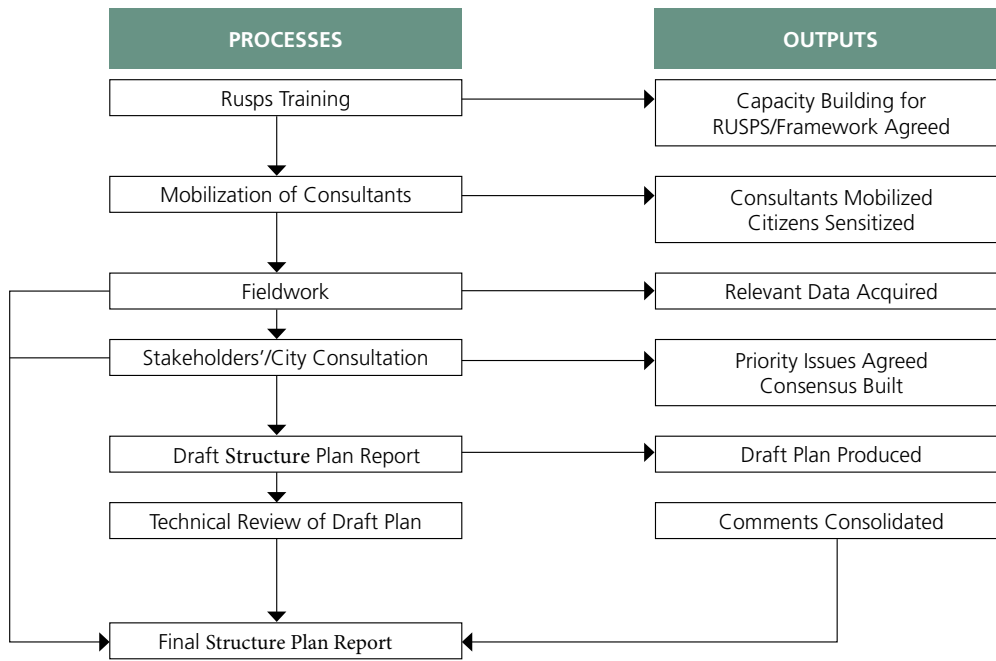 PROCESSES
OUTPUTS
Rusps Training
Capacity Building for
RUSPS/Framework Agreed
Mobilization of Consultants
Consultants Mobilized
Citizens Sensitized
Fieldwork
Relevant Data Acquired
Stakeholders’/City Consultation
Priority Issues Agreed
Consensus Built
Draft Structure Plan Report
Draft Plan Produced
Technical Review of Draft Plan
Comments Consolidated
Final Structure Plan Report